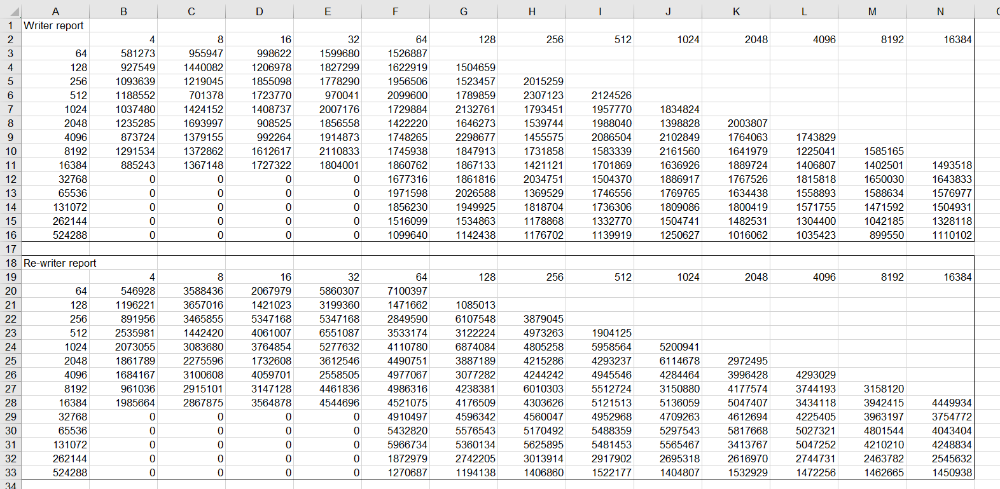 A B C D E F G H I J K L M N
1 Writer report
2 4 8 16 32 64 128 256 512 1024 2048 4096 8192 16384
3 64 581273 955947 998622 1599680 1526887
4 128 927549 1440082 1206978 1827299 1622919 1504659
5 256 1093639 1219045 1855098 1778290 1956506 1523457 2015259
6 512 1188552 701378 1723770 970041 2099600 1789859 2307123 2124526
7 1024 1037480 1424152 1408737 2007176 1729884 2132761 1793451 1957770 1834824
8 2048 1235285 1693997 908525 1856558 1422220 1646273 1539744 1988040 1398828 2003807
9 4096 873724 1379155 992264 1914873 1748265 2298677 1455575 2086504 2102849 1764063 1743829
10 8192 1291534 1372862 1612617 2110833 1745938 1847913 1731858 1583339 2161560 1641979 1225041 1585165
11 16384 885243 1367148 1727322 1804001 1860762 1867133 1421121 1701869 1636926 1889724 1406807 1402501 1493518
12 32768 0 0 0 0 1677316 1861816 2034751 1504370 1886917 1767526 1815818 1650030 1643833
13 65536 0 0 0 0 1971598 2026588 1369529 1746556 1769765 1634438 1558893 1588634 1576977
14 131072 0 0 0 0 1856230 1949925 1818704 1736306 1809086 1800419 1571755 1471592 1504931
15 262144 0 0 0 0 1516099 1534863 1178868 1332770 1504741 1482531 1304400 1042185 1328118
16 524288 0 0 0 0 1099640 1142438 1176702 1139919 1250627 1016062 1035423 899550 1110102
17
18 Re-writer report
19 4 8 16 32 64 128 256 512 1024 2048 4096 8192 16384
20 64 546928 3588436 2067979 5860307 7100397
21 128 1196221 3657016 1421023 3199360 1471662 1085013
22 256 891956 3465855 5347168 5347168 2849590 6107548 3879045
23 512 2535981 1442420 4061007 6551087 3533174 3122224 4973263 1904125
24 1024 2073055 3083680 3764854 5277632 4110780 6874084 4805258 5958564 5200941
25 2048 1861789 2275596 1732608 3612546 4490751 3887189 4215286 4293237 6114678 2972495
26 4096 1684167 3100608 4059701 2558505 4977067 3077282 4244242 4945546 4284464 3996428 4293029
27 8192 961036 2915101 3147128 4461836 4986316 4238381 6010303 5512724 3150880 4177574 3744193 3158120
28 16384 1985664 2867875 3564878 4544696 4521075 4176509 4303626 5121513 5136059 5047407 3434118 3942415 4449934
29 32768 0 0 0 0 4910497 4596342 4560047 4952968 4709263 4612694 4225405 3963197 3754772
30 65536 0 0 0 0 5432820 5576543 5170492 5488359 5297543 5817668 5027321 4801544 4043404
31 131072 0 0 0 0 5966734 5360134 5625895 5481453 5565467 3413767 5047252 4210210 4248834
32 262144 0 0 0 0 1872979 2742205 3013914 2917902 2695318 2616970 2744731 2463782 2545632
33 524288 0 0 0 0 1270687 1194138 1406860 1522177 1404807 1532929 1472256 1462665 1450938
34